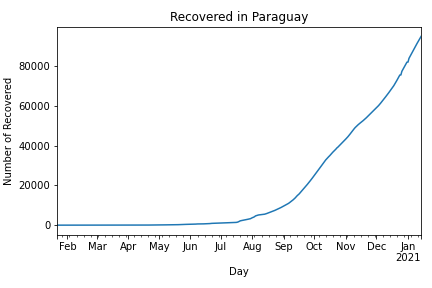 Recovered in Paraguay
Number of Recovered
80000
60000
40000
20000
0
Feb Mar Apr May Jun Jul Aug Sep Oct Nov Dec Jan
2021
Day